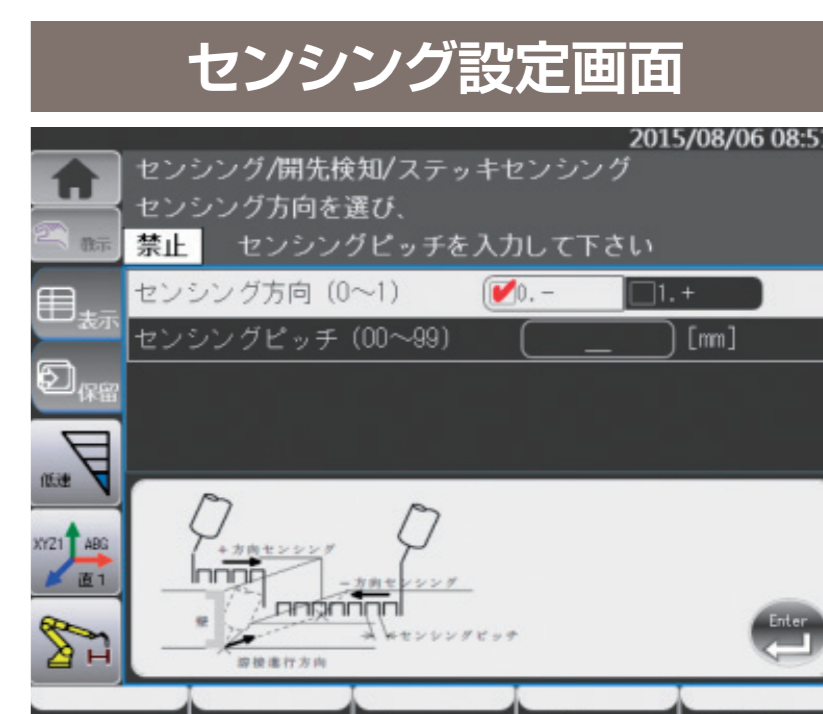 センシング設定画面
2015/08/06 08:5
センシング/開先検知/ステッキセンシング
センシング方向を選び、
教示
禁止 センシングピッチを入力して下さい
センシング方向（0～1） 0. － 1. ＋
表示
センシングピッチ（00～99） __ [mm]
保留
低速
＋方向センシング
XYZ1 ABG
－方向センシング
直1
壁
センシングピッチ
Enter
溶接進行方向